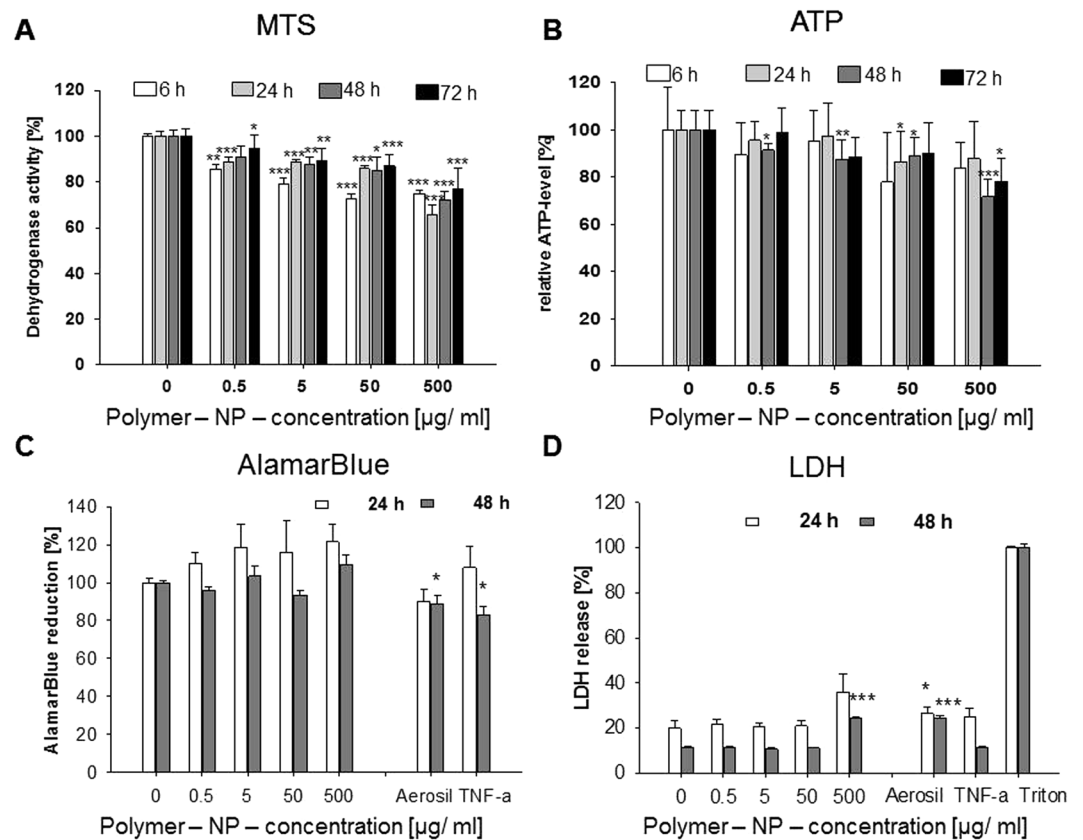 A
MTS
6 h 24 h 48 h 72 h
Dehydrogenase activity [%]
120
100
80
60
40
20
0
** *** *
*** *** ** **
*** *** * ***
*** *** *** ***
0 0.5 5 50 500
Polymer – NP – concentration [µg/ ml]
B
ATP
6 h 24 h 48 h 72 h
relative ATP-level [%]
120
100
80
60
40
20
0
*
**
* *
*** *
0 0.5 5 50 500
Polymer – NP – concentration [µg/ ml]
C
AlamarBlue
24 h 48 h
AlamarBlue reduction [%]
140
120
100
80
60
40
20
0
* *
0 0.5 5 50 500 Aerosil TNF-a
Polymer – NP – concentration [µg/ ml]
D
LDH
24 h 48 h
LDH release [%]
120
100
80
60
40
20
0
*** * ***
0 0.5 5 50 500 Aerosil TNF-a Triton
Polymer – NP – concentration [µg/ ml]